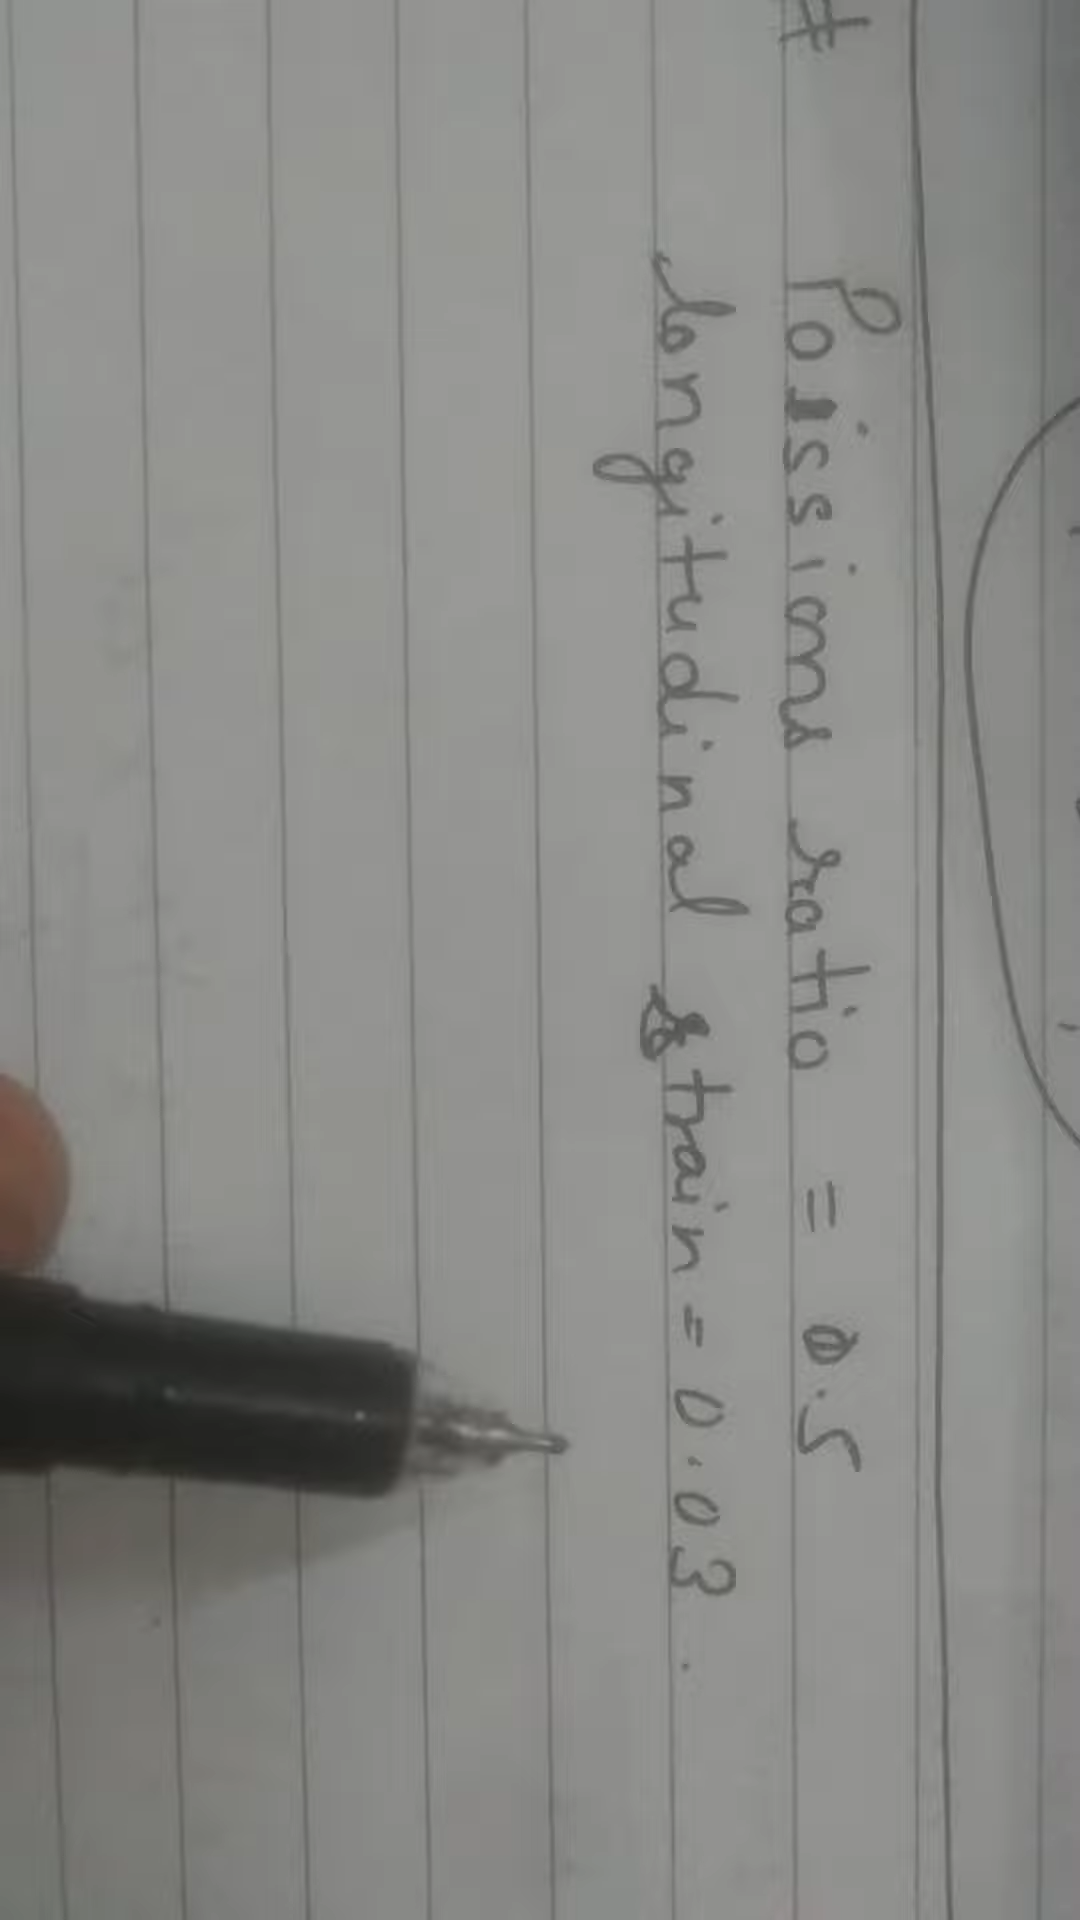 #
Poissions ratio = 0.5
longitudinal strain = 0.03.